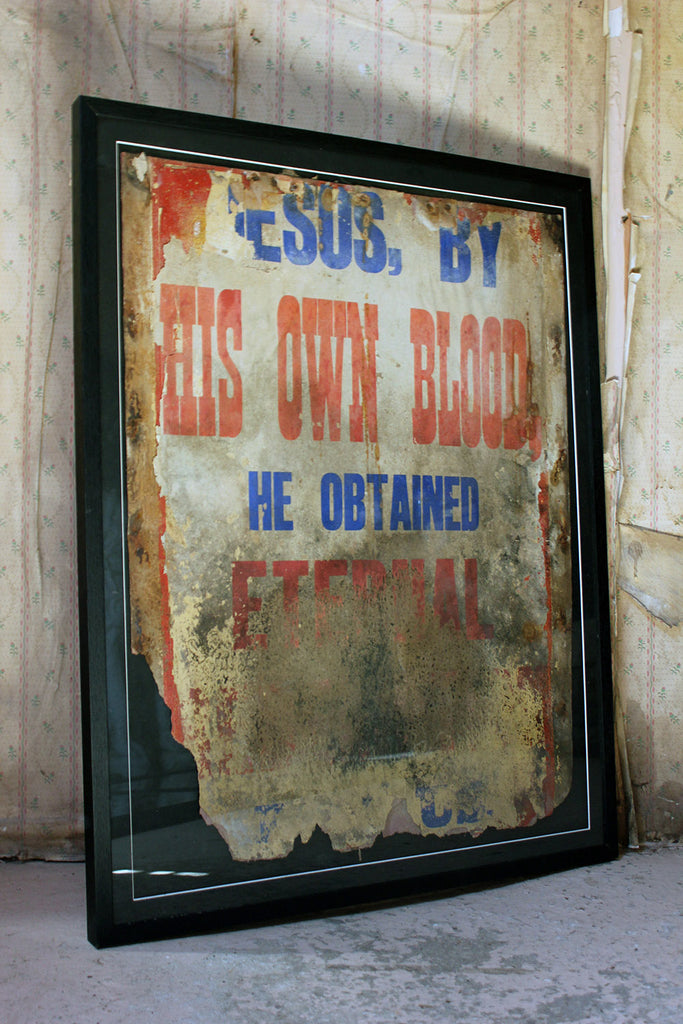 ESUS, BY
HIS OWN BLOOD,
HE OBTAINED
ETERNAL